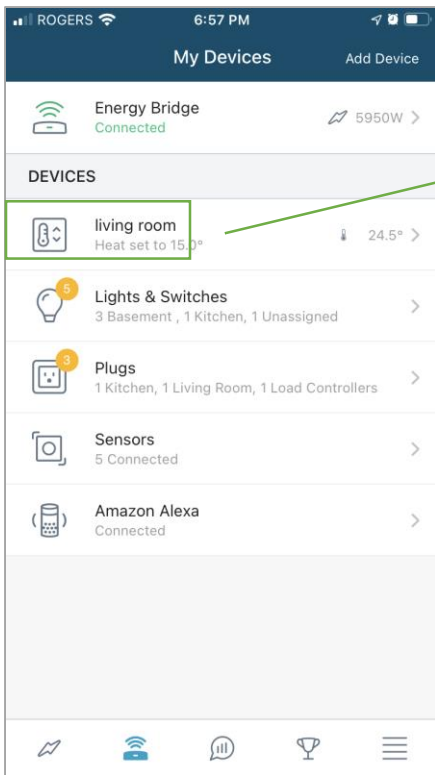 ROGERS 6:57 PM
My Devices Add Device
Energy Bridge
Connected
5950W
DEVICES
living room
Heat set to 15.0°
24.5°
5
Lights & Switches
3 Basement , 1 Kitchen, 1 Unassigned
3
Plugs
1 Kitchen, 1 Living Room, 1 Load Controllers
Sensors
5 Connected
Amazon Alexa
Connected